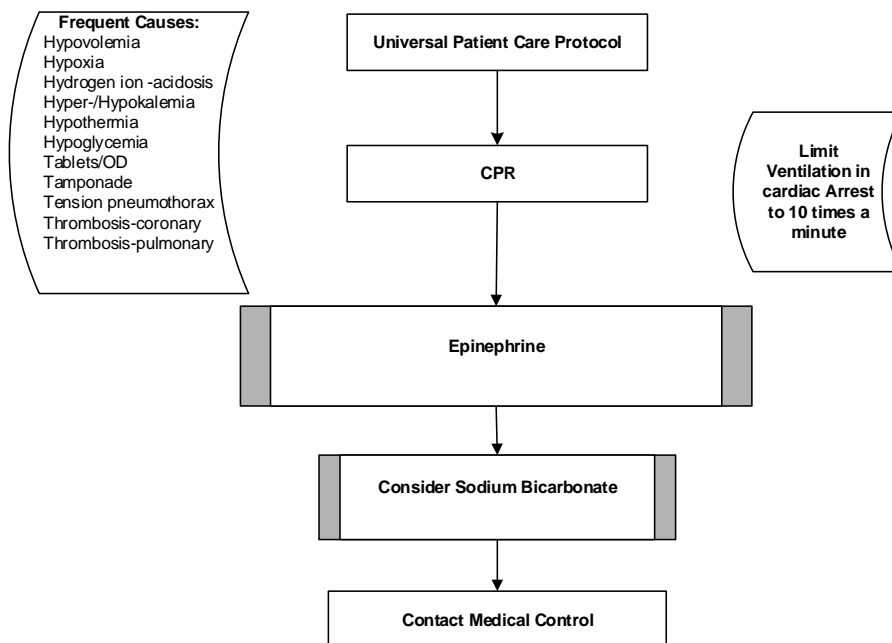 Frequent Causes:
Hypovolemia
Hypoxia
Hydrogen ion -acidosis
Hyper-/Hypokalemia
Hypothermia
Hypoglycemia
Tablets/OD
Tamponade
Tension pneumothorax
Thrombosis-coronary
Thrombosis-pulmonary
Universal Patient Care Protocol
CPR
Limit
Ventilation in
cardiac Arrest
to 10 times a
minute
Epinephrine
Consider Sodium Bicarbonate
Contact Medical Control